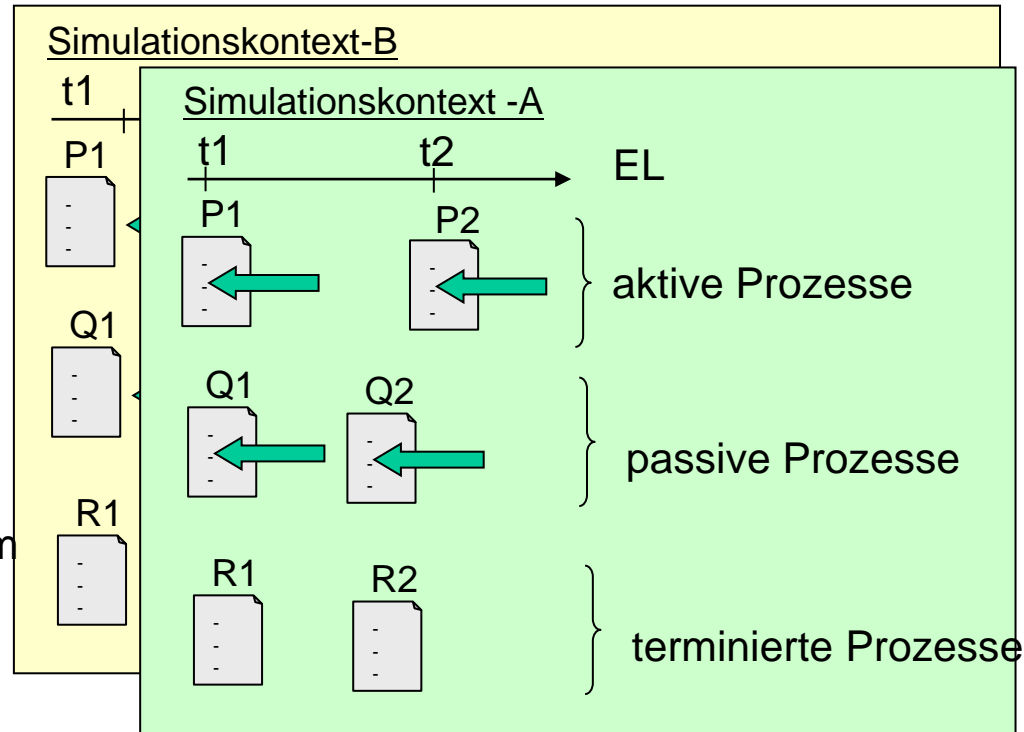 Simulationskontext-B
t1
P1
Q1
R1
Simulationskontext -A
t1 t2 EL
P1 P2
aktive Prozesse
Q1 Q2
passive Prozesse
R1 R2
terminierte Prozesse